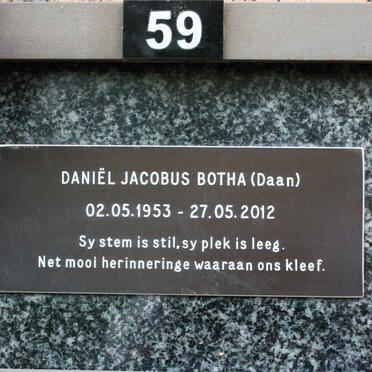 59
DANIËL JACOBUS BOTHA (Daan)
02.05.1953 - 27.05.2012
Sy stem is stil, sy plek is leeg.
Net mooi herinneringe waaraan ons kleef.